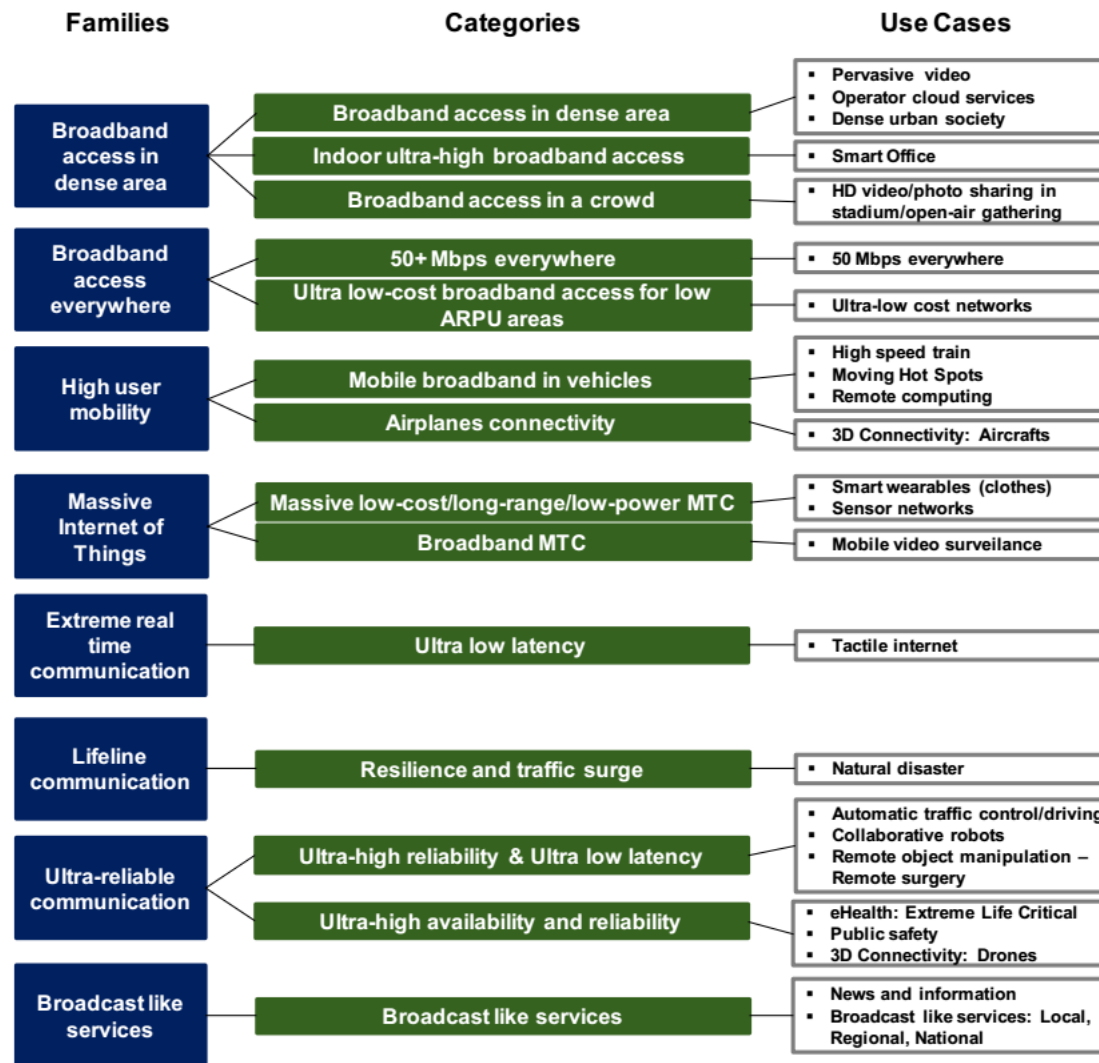 Families
Categories
Use Cases
Broadband
access in
dense area
Broadband access in dense area
▪ Pervasive video
▪ Operator cloud services
▪ Dense urban society
Indoor ultra-high broadband access
▪ Smart Office
Broadband access in a crowd
▪ HD video/photo sharing in
stadium/open-air gathering
Broadband
access
everywhere
50+ Mbps everywhere
▪ 50 Mbps everywhere
Ultra low-cost broadband access for low
ARPU areas
▪ Ultra-low cost networks
High user
mobility
Mobile broadband in vehicles
▪ High speed train
▪ Moving Hot Spots
▪ Remote computing
Airplanes connectivity
▪ 3D Connectivity: Aircrafts
Massive
Internet of
Things
Massive low-cost/long-range/low-power MTC
▪ Smart wearables (clothes)
▪ Sensor networks
Broadband MTC
▪ Mobile video surveilance
Extreme real
time
communication
Ultra low latency
▪ Tactile internet
Lifeline
communication
Resilience and traffic surge
▪ Natural disaster
Ultra-reliable
communication
Ultra-high reliability & Ultra low latency
▪ Automatic traffic control/driving
▪ Collaborative robots
▪ Remote object manipulation –
Remote surgery
Ultra-high availability and reliability
▪ eHealth: Extreme Life Critical
▪ Public safety
▪ 3D Connectivity: Drones
Broadcast like
services
Broadcast like services
▪ News and information
▪ Broadcast like services: Local,
Regional, National